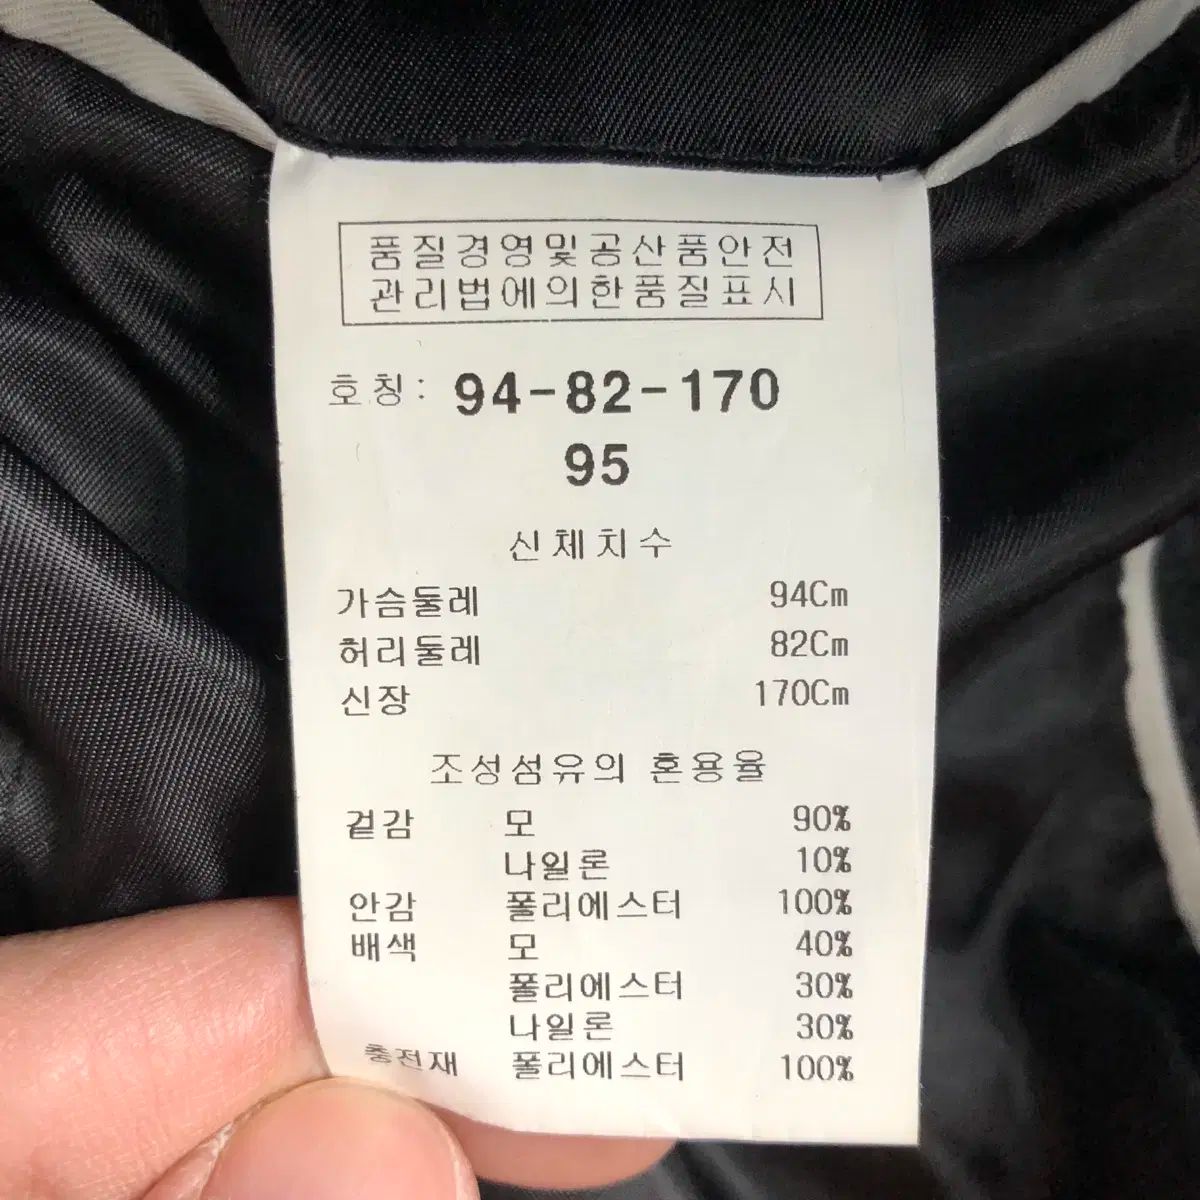 품질경영및공산품안전
관리법에의한품질표시
호칭: 94-82-170
95
신체치수
가슴둘레 94Cm
허리둘레 82Cm
신장 170Cm
조성섬유의 혼용율
겉감 모 90%
나일론 10%
안감 폴리에스터 100%
배색 모 40%
폴리에스터 30%
나일론 30%
충전재 폴리에스터 100%